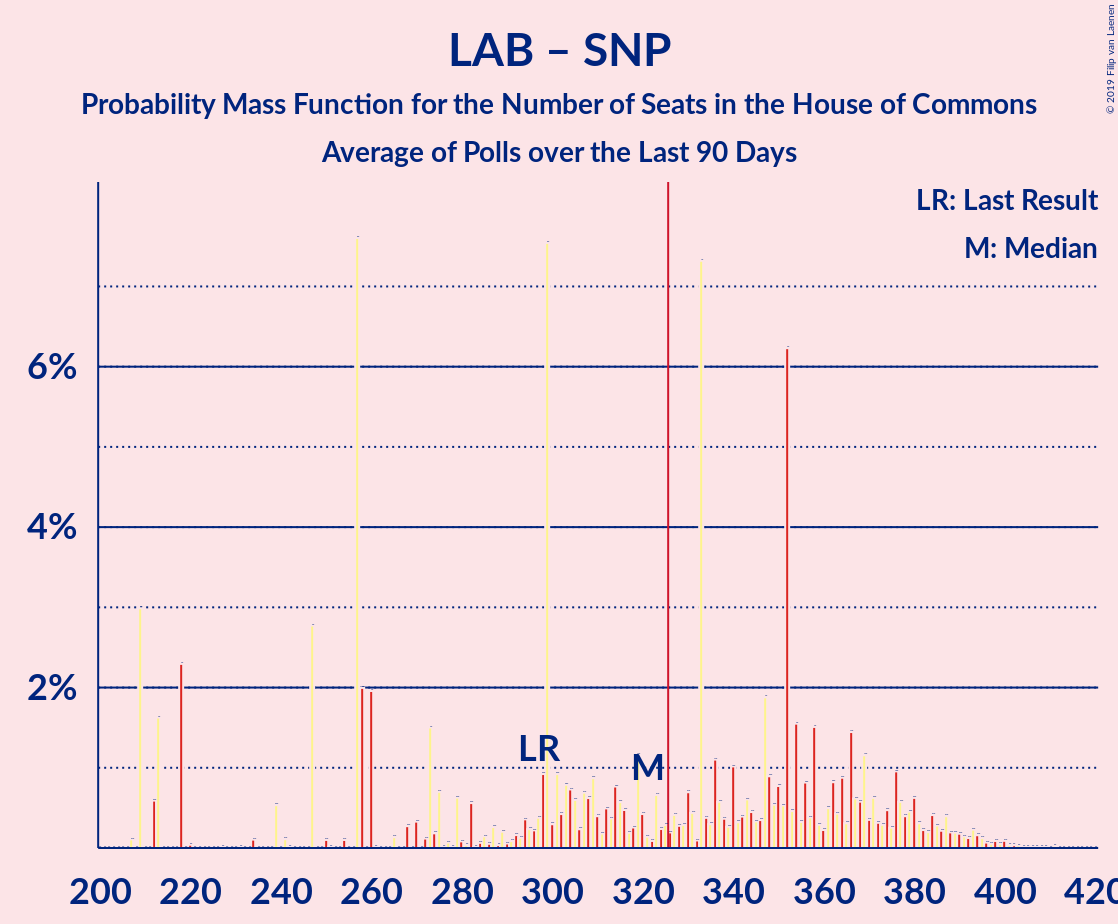 LAB – SNP
Probability Mass Function for the Number of Seats in the House of Commons
Average of Polls over the Last 90 Days
© 2019 Filip van Laenen
LR: Last Result
M: Median
6%
4%
2%
LR
M
200 220 240 260 280 300 320 340 360 380 400 420